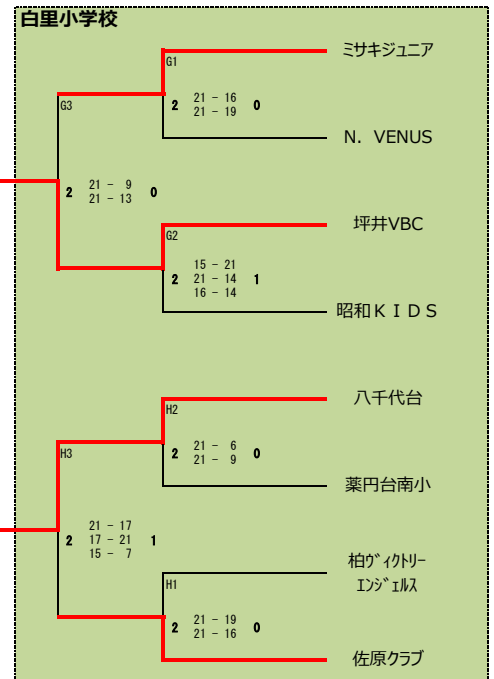 白里小学校
ミサキジュニア
G1
G3
2 21 - 16 0
21 - 19
N. VENUS
2 21 - 9 0
21 - 13
坪井VBC
G2
15 - 21
2 21 - 14 1
16 - 14
昭和KIDS
八千代台
H2
H3
2 21 - 6 0
21 - 9
薬円台南小
21 - 17
2 17 - 21 1
15 - 7
柏ヴィクトリー
エンジェルス
H1
2 21 - 19 0
21 - 16
佐原クラブ